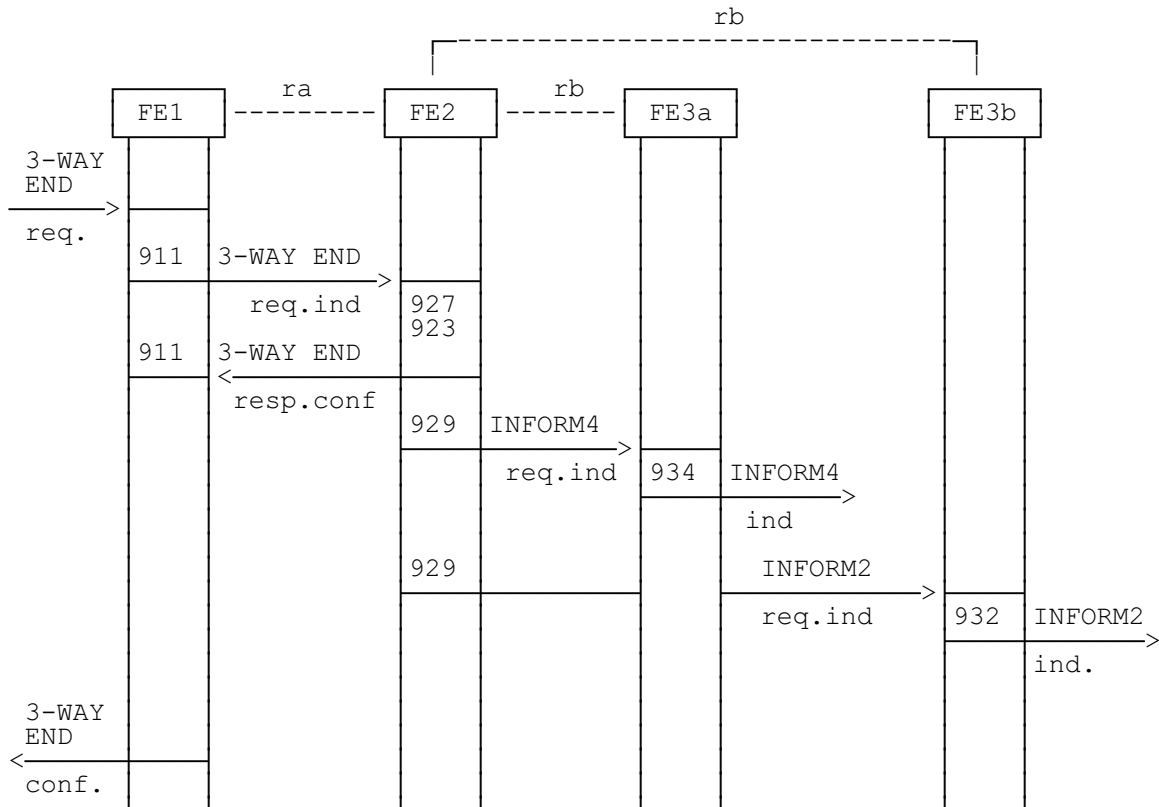 rb
ra rb
FE1 FE2 FE3a FE3b
3-WAY
END
req.
911 3-WAY END
req.ind 927
923
911 3-WAY END
resp.conf
929 INFORM4
req.ind 934 INFORM4
ind
929 INFORM2
req.ind 932 INFORM2
ind.
3-WAY
END
conf.